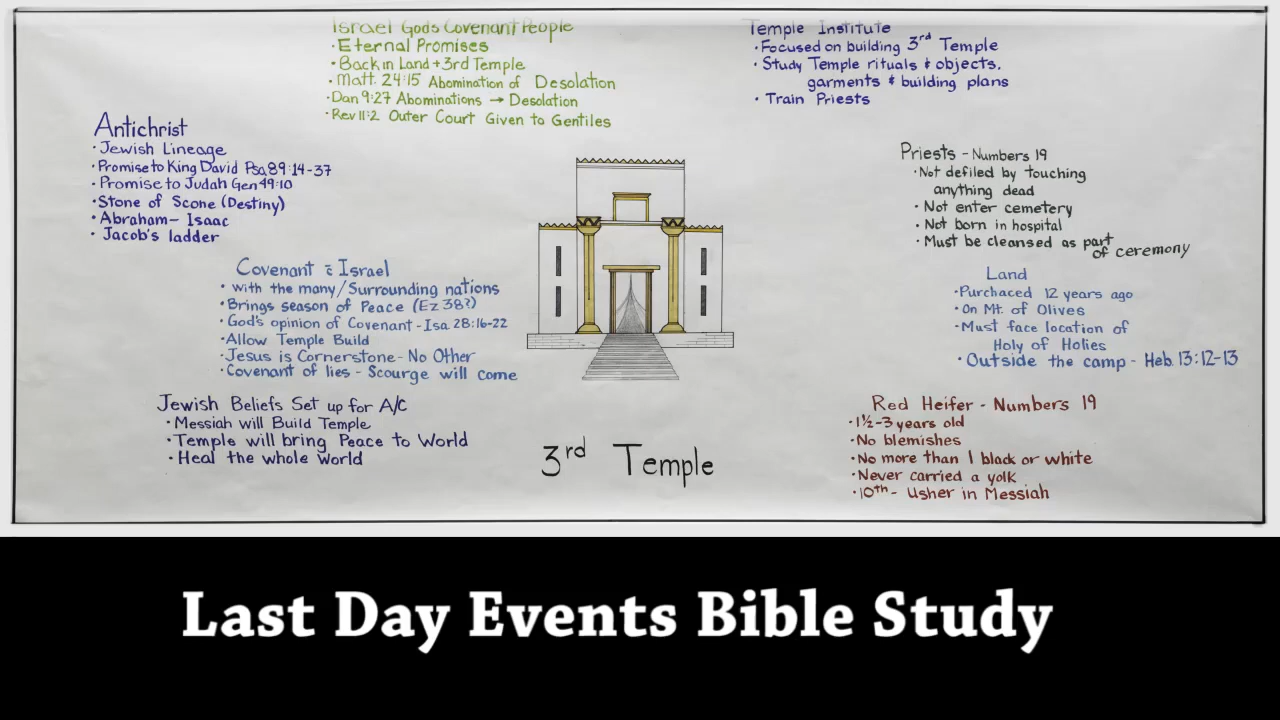 Israel Gods Covenant People
·Eternal Promises
·Back in Land + 3rd Temple
·Matt. 24:15 Abomination of Desolation
·Dan 9:27 Abominations → Desolation
·Rev 11:2 Outer Court Given to Gentiles
Temple Institute
·Focused on building 3rd Temple
·Study Temple rituals & objects.
garments & building plans
· Train Priests
Antichrist
·Jewish Lineage
·Promise to King David Psa 89:14-37
·Promise to Judah Gen 49:10
·Stone of Scone (Destiny)
·Abraham- Isaac
· Jacob's ladder
Priests - Numbers 19
·Not defiled by touching
anything dead
· Not enter cemetery
· Not born in hospital
· Must be cleansed as part
of ceremony
Covenant c̄ Israel
· with the many/Surrounding nations
·Brings season of Peace (Ez 38?)
·God's opinion of Covenant - Isa 28:16-22
·Allow Temple Build
·Jesus is Cornerstone- No Other
·Covenant of lies - Scourge will come
Land
·Purchased 12 years ago
·On Mt. of Olives
·Must face location of
Holy of Holies
·Outside the camp - Heb. 13:12-13
Jewish Beliefs Set up for A/C
·Messiah will Build Temple
·Temple will bring Peace to World
·Heal the whole World
Red Heifer - Numbers 19
·1½-3 years old
·No blemishes
·No more than 1 black or white
·Never carried a yolk
·10th - Usher in Messiah
3rd Temple
Last Day Events Bible Study